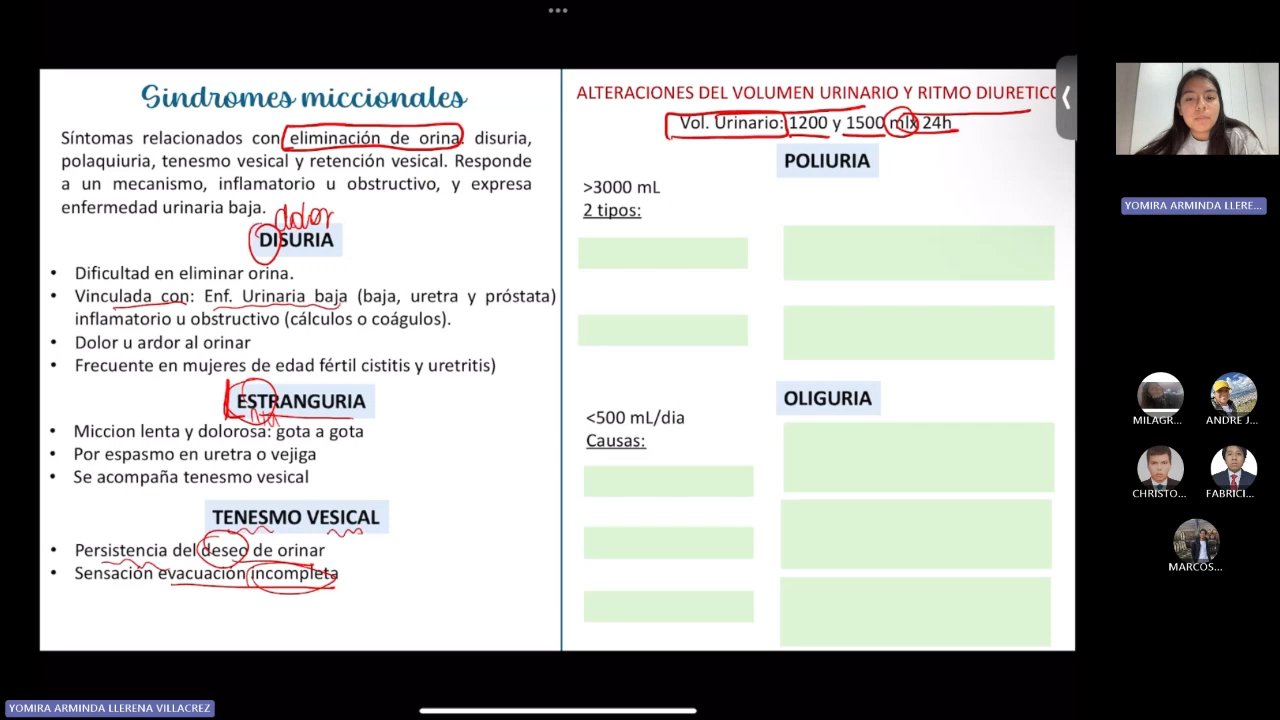 Sindromes miccionales
Síntomas relacionados con eliminación de orina disuria,
polaquiuria, tenesmo vesical y retención vesical. Responde
a un mecanismo, inflamatorio u obstructivo, y expresa
enfermedad urinaria baja.
dolor
DISURIA
• Dificultad en eliminar orina.
• Vinculada con: Enf. Urinaria baja (baja, uretra y próstata)
inflamatorio u obstructivo (cálculos o coágulos).
• Dolor u ardor al orinar
• Frecuente en mujeres de edad fértil cistitis y uretritis)
ESTRANGURIA
• Miccion lenta y dolorosa: gota a gota
• Por espasmo en uretra o vejiga
• Se acompaña tenesmo vesical
TENESMO VESICAL
• Persistencia del deseo de orinar
• Sensación evacuación incompleta
ALTERACIONES DEL VOLUMEN URINARIO Y RITMO DIURETICO
Vol. Urinario: 1200 y 1500 mlx 24h
POLIURIA
>3000 mL
2 tipos:
OLIGURIA
<500 mL/dia
Causas:
YOMIRA ARMINDA LLERE...
MILAGR...
ANDRE J...
CHRISTO...
FABRICI...
MARCOS...
YOMIRA ARMINDA LLERENA VILLACREZ